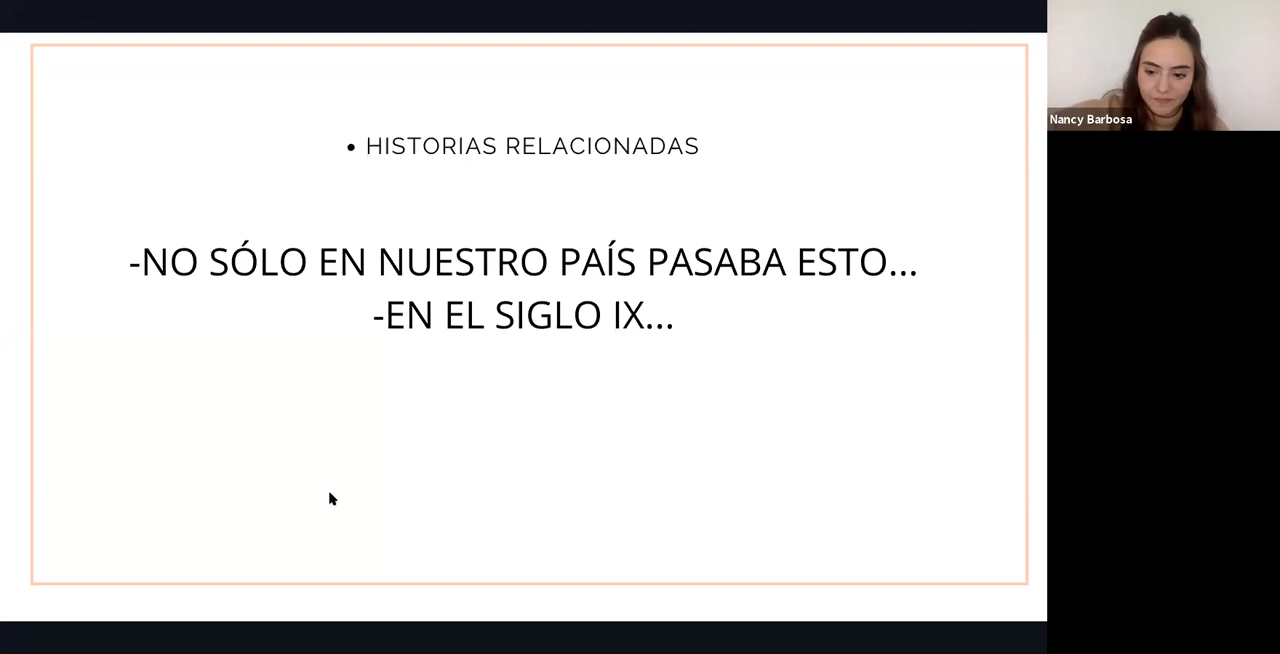 • HISTORIAS RELACIONADAS
-NO SÓLO EN NUESTRO PAÍS PASABA ESTO...
-EN EL SIGLO IX...
Nancy Barbosa